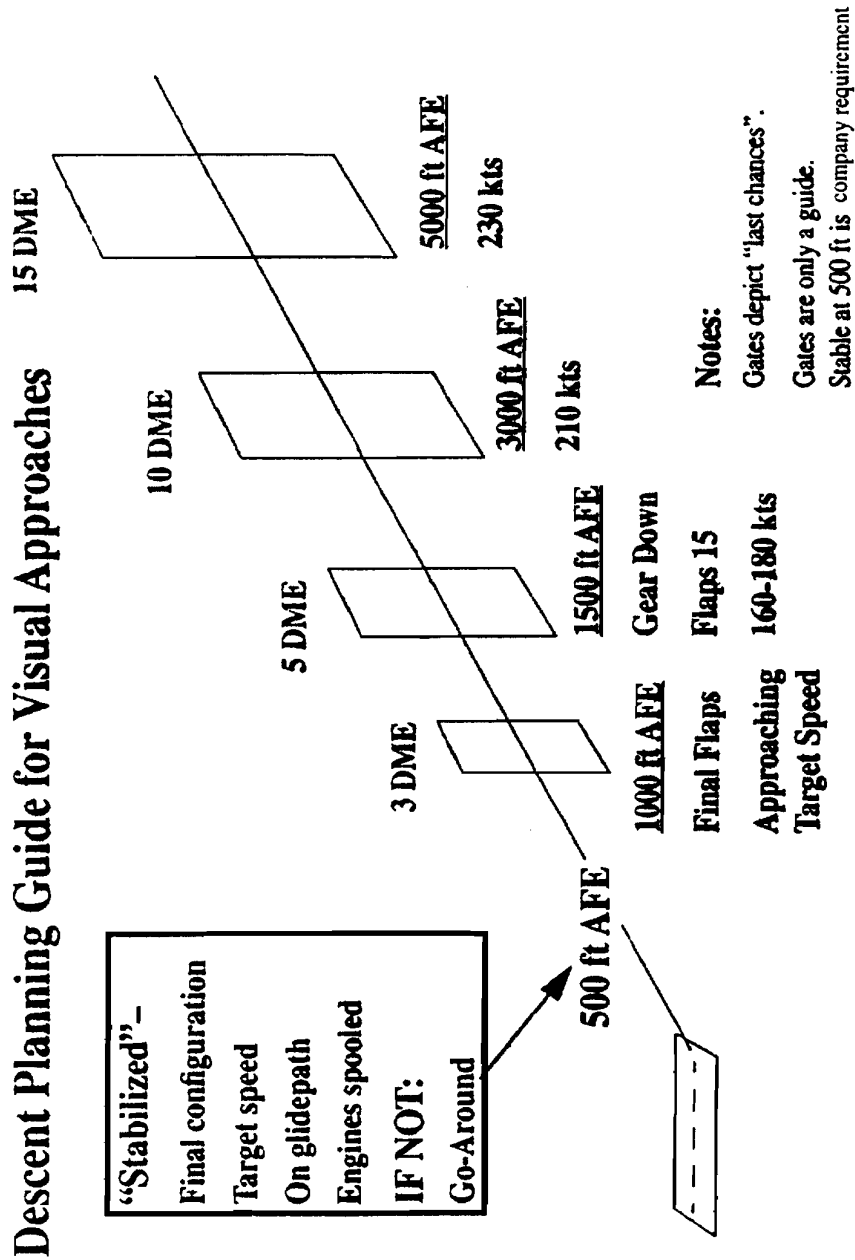 Descent Planning Guide for Visual Approaches
15 DME
10 DME
5 DME
3 DME
“Stabilized”–
Final configuration
Target speed
On glidepath
Engines spooled
IF NOT:
Go-Around
500 ft AFE
1000 ft AFE
Final Flaps
Approaching
Target Speed
1500 ft AFE
Gear Down
Flaps 15
160-180 kts
3000 ft AFE
210 kts
5000 ft AFE
230 kts
Notes:
Gates depict “last chances”.
Gates are only a guide.
Stable at 500 ft is company requirement